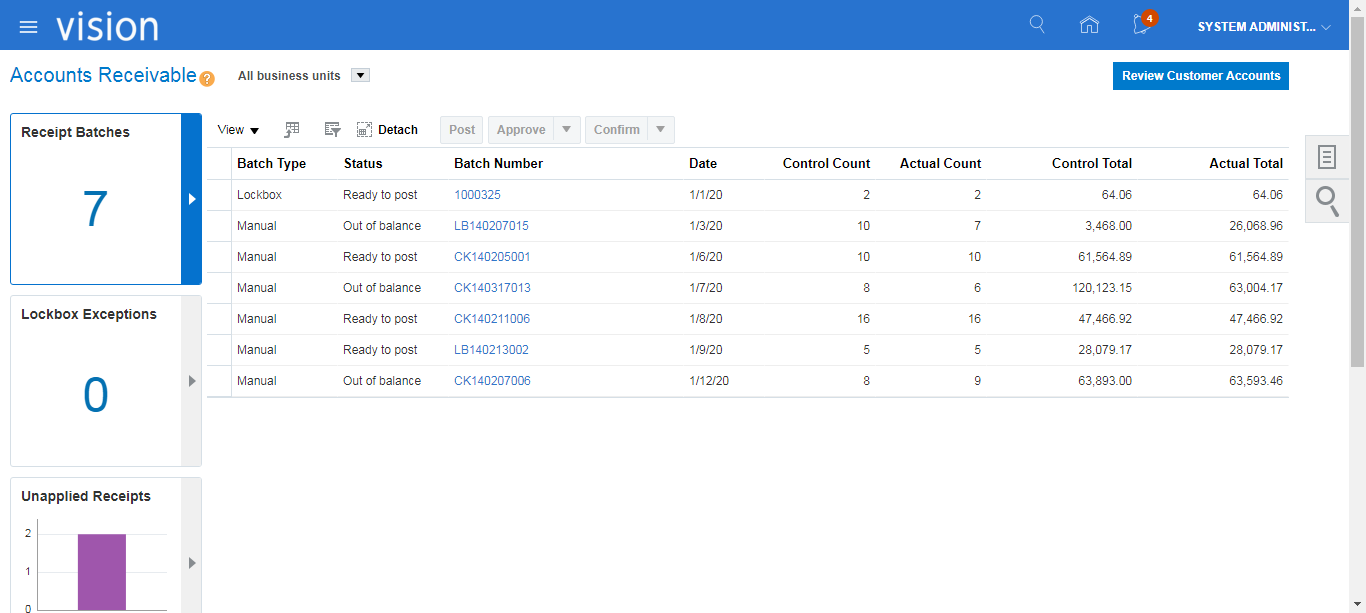 vision
4
SYSTEM ADMINIST...
Accounts Receivable ?
All business units
Review Customer Accounts
Receipt Batches
7
Lockbox Exceptions
0
Unapplied Receipts
2
1
0
View
Detach
Post
Approve
Confirm
Batch Type Status Batch Number Date Control Count Actual Count Control Total Actual Total
Lockbox Ready to post 1000325 1/1/20 2 2 64.06 64.06
Manual Out of balance LB140207015 1/3/20 10 7 3,468.00 26,068.96
Manual Ready to post CK140205001 1/6/20 10 10 61,564.89 61,564.89
Manual Out of balance CK140317013 1/7/20 8 6 120,123.15 63,004.17
Manual Ready to post CK140211006 1/8/20 16 16 47,466.92 47,466.92
Manual Ready to post LB140213002 1/9/20 5 5 28,079.17 28,079.17
Manual Out of balance CK140207006 1/12/20 8 9 63,893.00 63,593.46